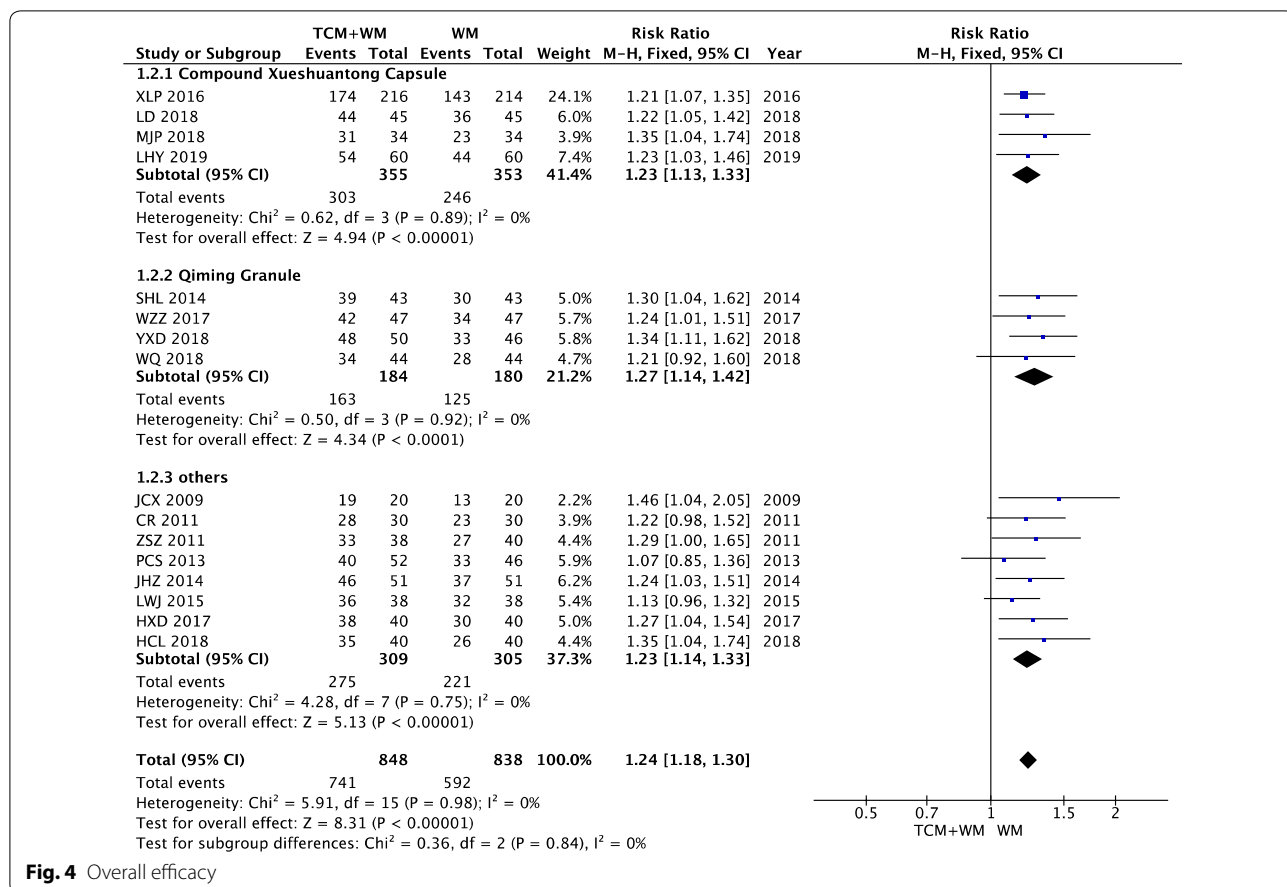 TCM+WM WM Risk Ratio Risk Ratio
Study or Subgroup Events Total Events Total Weight M-H, Fixed, 95% CI Year M-H, Fixed, 95% CI
1.2.1 Compound Xueshuantong Capsule
XLP 2016 174 216 143 214 24.1% 1.21 [1.07, 1.35] 2016
LD 2018 44 45 36 45 6.0% 1.22 [1.05, 1.42] 2018
MJP 2018 31 34 23 34 3.9% 1.35 [1.04, 1.74] 2018
LHY 2019 54 60 44 60 7.4% 1.23 [1.03, 1.46] 2019
Subtotal (95% CI) 355 353 41.4% 1.23 [1.13, 1.33]
Total events 303 246
Heterogeneity: Chi² = 0.62, df = 3 (P = 0.89); I² = 0%
Test for overall effect: Z = 4.94 (P < 0.00001)
1.2.2 Qiming Granule
SHL 2014 39 43 30 43 5.0% 1.30 [1.04, 1.62] 2014
WZZ 2017 42 47 34 47 5.7% 1.24 [1.01, 1.51] 2017
YXD 2018 48 50 33 46 5.8% 1.34 [1.11, 1.62] 2018
WQ 2018 34 44 28 44 4.7% 1.21 [0.92, 1.60] 2018
Subtotal (95% CI) 184 180 21.2% 1.27 [1.14, 1.42]
Total events 163 125
Heterogeneity: Chi² = 0.50, df = 3 (P = 0.92); I² = 0%
Test for overall effect: Z = 4.34 (P < 0.0001)
1.2.3 others
JCX 2009 19 20 13 20 2.2% 1.46 [1.04, 2.05] 2009
CR 2011 28 30 23 30 3.9% 1.22 [0.98, 1.52] 2011
ZSZ 2011 33 38 27 40 4.4% 1.29 [1.00, 1.65] 2011
PCS 2013 40 52 33 46 5.9% 1.07 [0.85, 1.36] 2013
JHZ 2014 46 51 37 51 6.2% 1.24 [1.03, 1.51] 2014
LWJ 2015 36 38 32 38 5.4% 1.13 [0.96, 1.32] 2015
HXD 2017 38 40 30 40 5.0% 1.27 [1.04, 1.54] 2017
HCL 2018 35 40 26 40 4.4% 1.35 [1.04, 1.74] 2018
Subtotal (95% CI) 309 305 37.3% 1.23 [1.14, 1.33]
Total events 275 221
Heterogeneity: Chi² = 4.28, df = 7 (P = 0.75); I² = 0%
Test for overall effect: Z = 5.13 (P < 0.00001)
Total (95% CI) 848 838 100.0% 1.24 [1.18, 1.30]
Total events 741 592
Heterogeneity: Chi² = 5.91, df = 15 (P = 0.98); I² = 0%
Test for overall effect: Z = 8.31 (P < 0.00001)
Test for subgroup differences: Chi² = 0.36, df = 2 (P = 0.84), I² = 0%
0.5 0.7 1 1.5 2
TCM+WM WM
Fig. 4 Overall efficacy